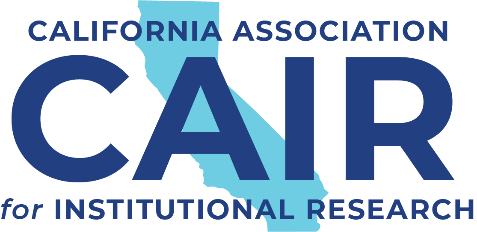 CALIFORNIA ASSOCIATION
CAIR
for INSTITUTIONAL RESEARCH